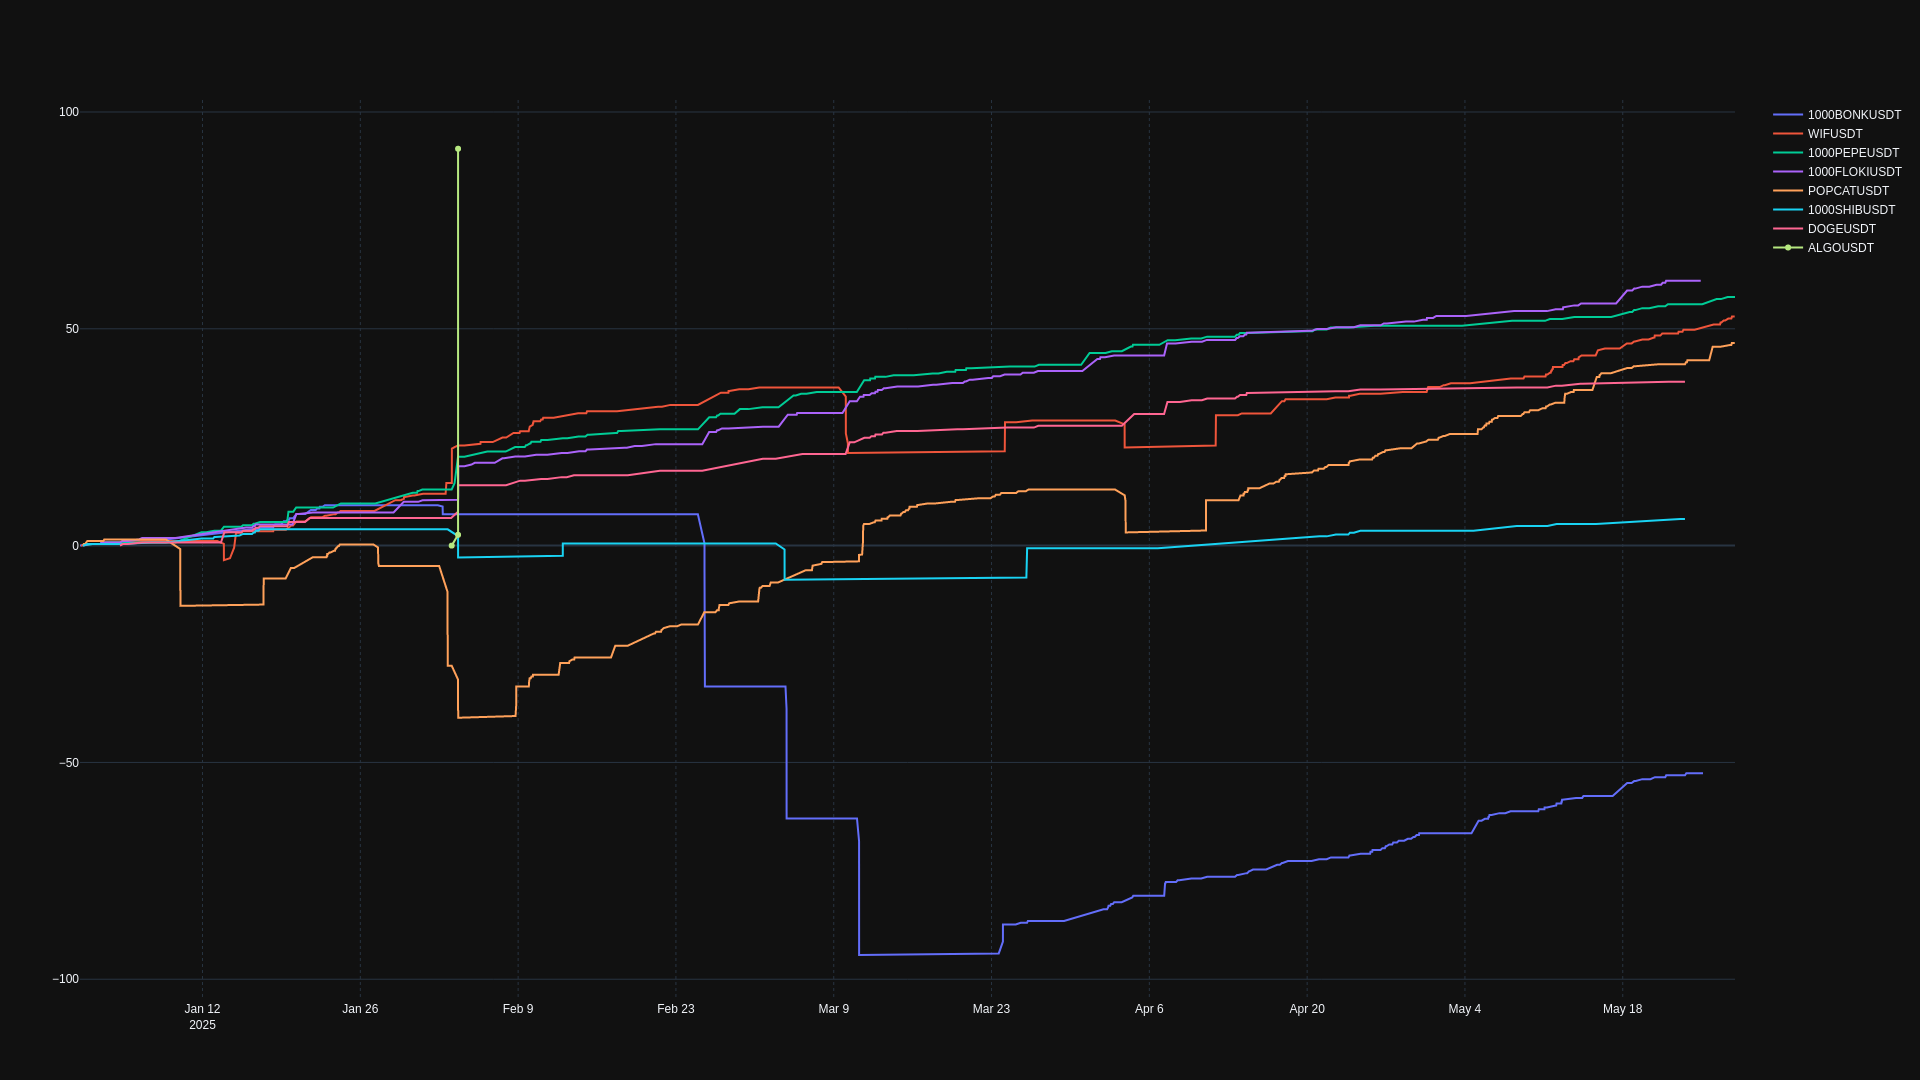 100
50
0
−50
−100
Jan 12
2025
Jan 26
Feb 9
Feb 23
Mar 9
Mar 23
Apr 6
Apr 20
May 4
May 18
1000BONKUSDT
WIFUSDT
1000PEPEUSDT
1000FLOKIUSDT
POPCATUSDT
1000SHIBUSDT
DOGEUSDT
ALGOUSDT